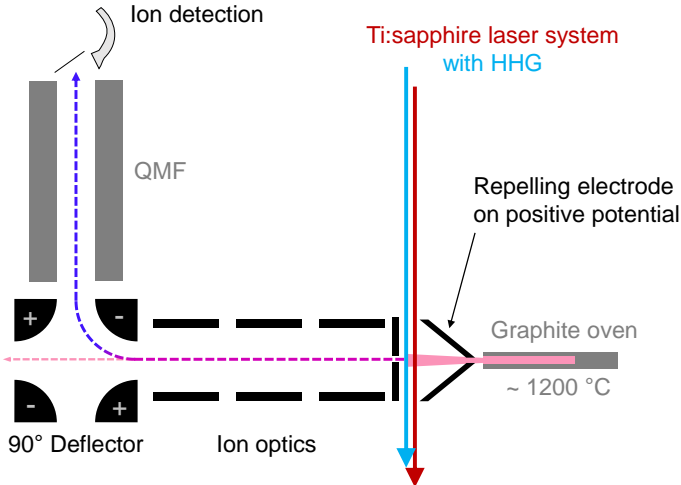 Ion detection
Ti:sapphire laser system
with HHG
QMF
Repelling electrode
on positive potential
+ -
Graphite oven
~ 1200 °C
- +
90° Deflector
Ion optics